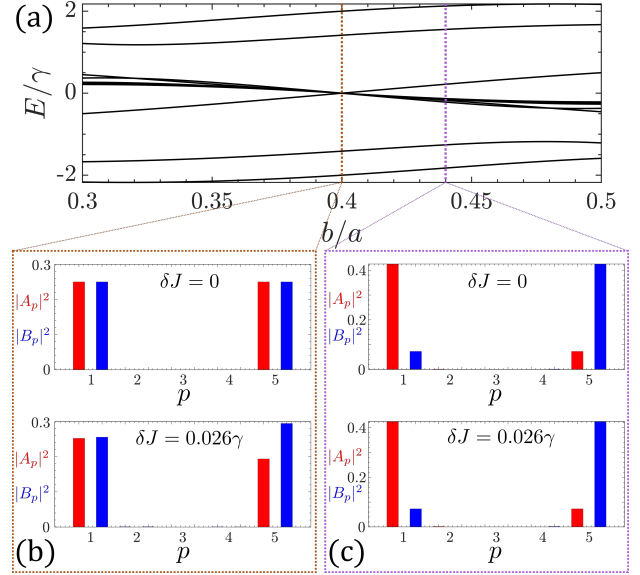 (a)
E/γ
2
0
-2
0.3 0.35 0.4 0.45 0.5
b/a
0.3
δJ = 0
|A_p|^2
|B_p|^2
0
1 2 3 4 5
p
0.3
δJ = 0.026γ
|A_p|^2
|B_p|^2
0
1 2 3 4 5
p
(b)
0.4
δJ = 0
|A_p|^2
0.2
|B_p|^2
0
1 2 3 4 5
p
0.4
δJ = 0.026γ
|A_p|^2
0.2
|B_p|^2
0
1 2 3 4 5
p
(c)